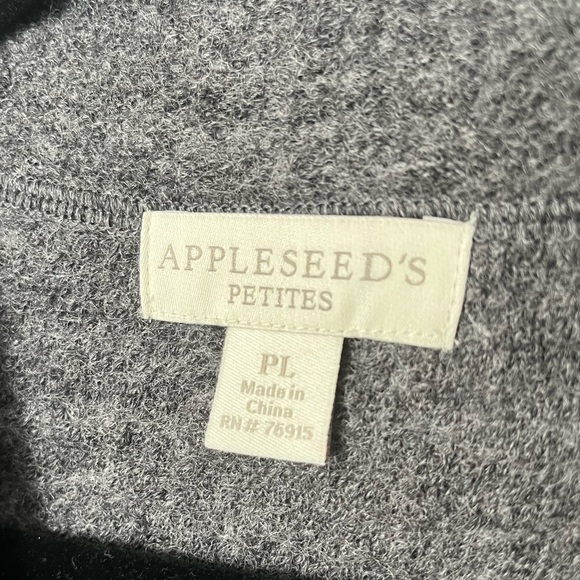 APPLESEED'S
PETITES
PL
Made in
China
RN# 76915